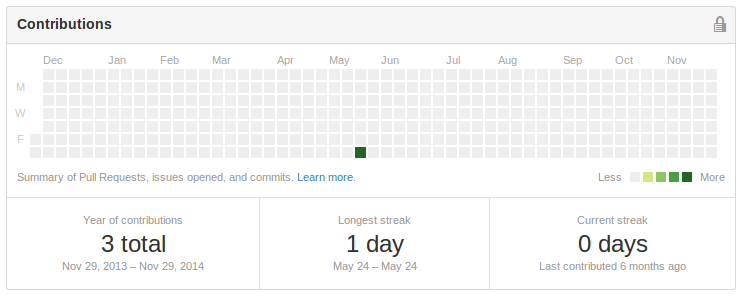 Contributions
Dec Jan Feb Mar Apr May Jun Jul Aug Sep Oct Nov
M
W
F
Summary of Pull Requests, issues opened, and commits. Learn more. Less More
Year of contributions Longest streak Current streak
3 total 1 day 0 days
Nov 29, 2013 – Nov 29, 2014 May 24 – May 24 Last contributed 6 months ago